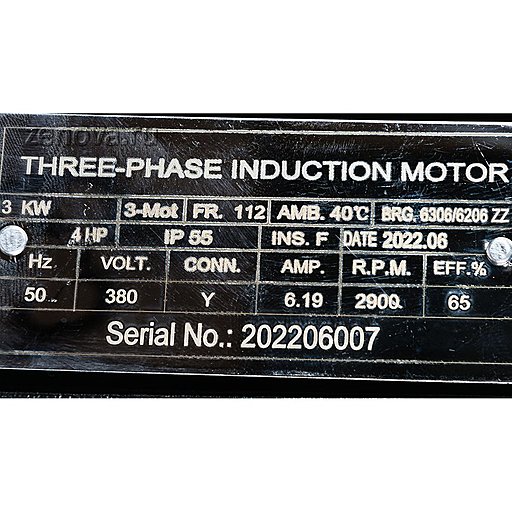 zenova.ru
THREE-PHASE INDUCTION MOTOR
3 KW 3-Mot FR. 112 AMB. 40℃ BRG. 6306/6206 ZZ
4 HP IP 55 INS. F DATE 2022.06
Hz VOLT. CONN. AMP. R.P.M. EFF.%
50 380 Y 6.19 2900 65
Serial No.: 202206007